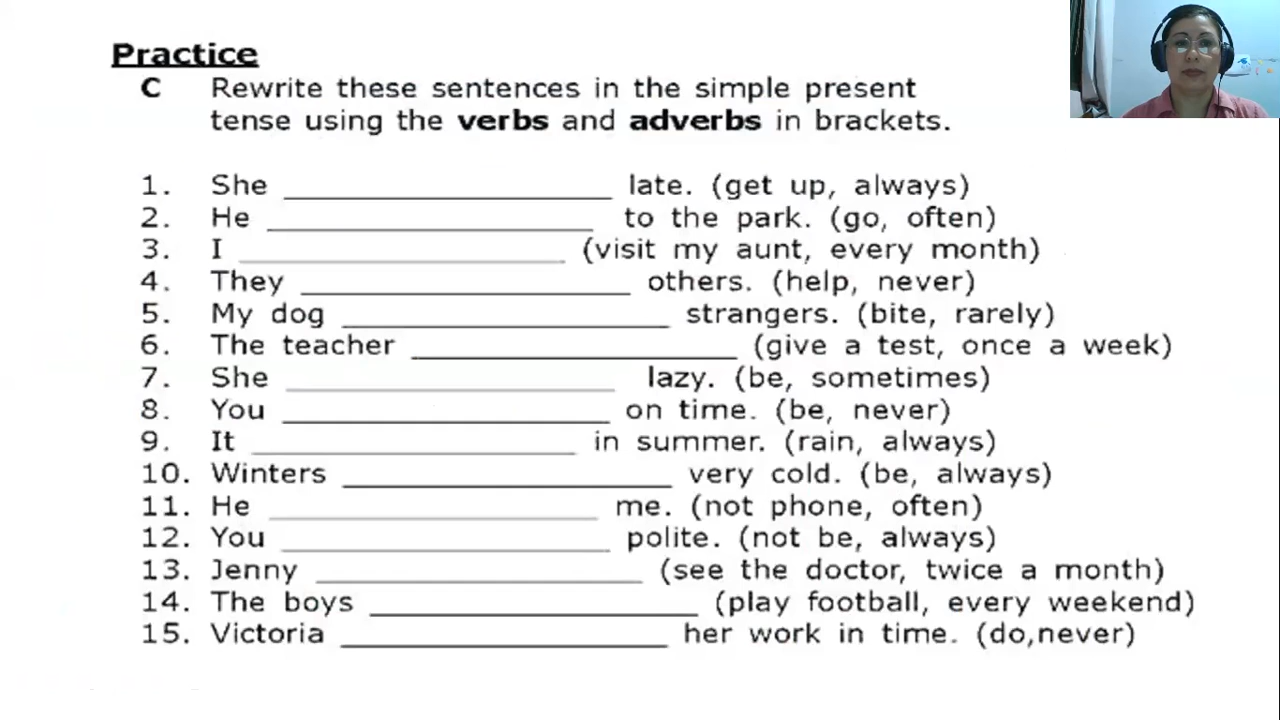 Practice
C Rewrite these sentences in the simple present
tense using the verbs and adverbs in brackets.
1. She ____________________ late. (get up, always)
2. He ____________________ to the park. (go, often)
3. I ____________________ (visit my aunt, every month)
4. They ____________________ others. (help, never)
5. My dog ____________________ strangers. (bite, rarely)
6. The teacher ____________________ (give a test, once a week)
7. She ____________________ lazy. (be, sometimes)
8. You ____________________ on time. (be, never)
9. It ____________________ in summer. (rain, always)
10. Winters ____________________ very cold. (be, always)
11. He ____________________ me. (not phone, often)
12. You ____________________ polite. (not be, always)
13. Jenny ____________________ (see the doctor, twice a month)
14. The boys ____________________ (play football, every weekend)
15. Victoria ____________________ her work in time. (do,never)